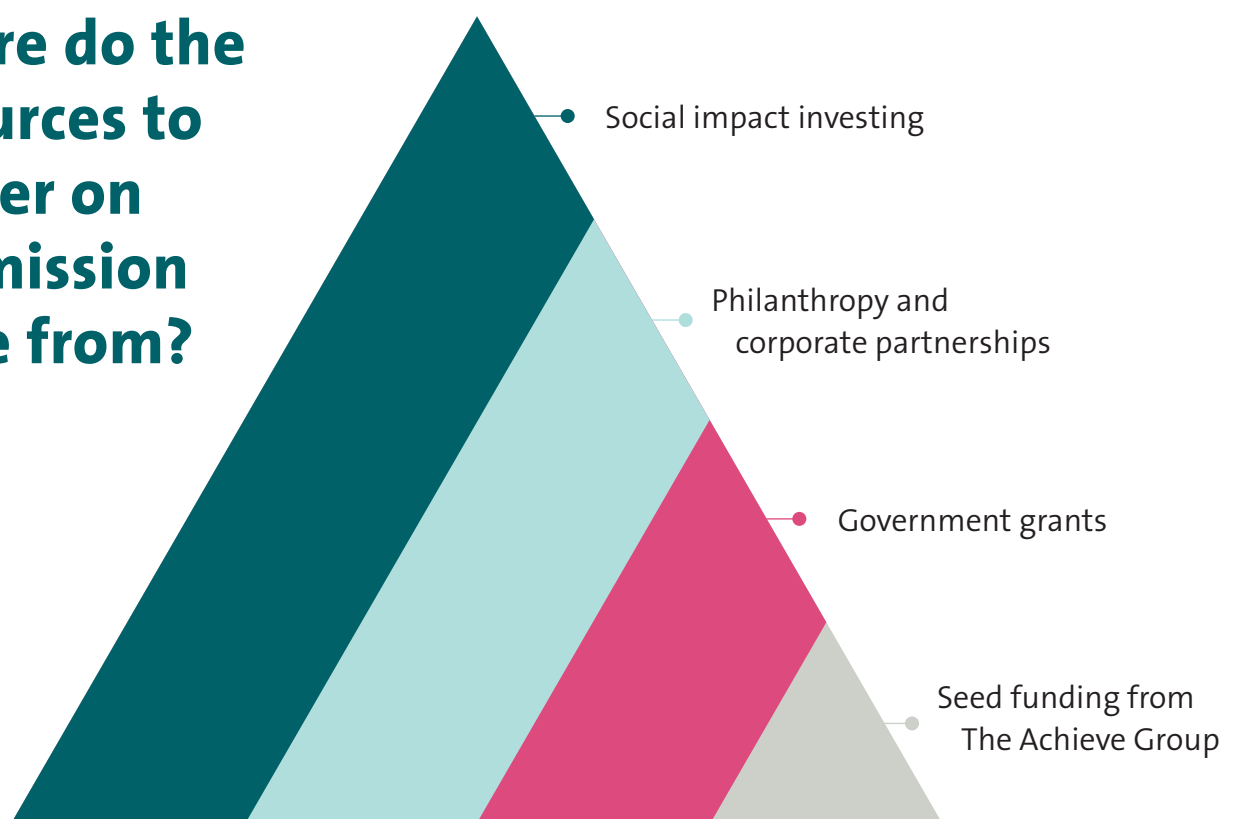 re do the
urces to
er on
mission
e from?
Social impact investing
Philanthropy and
corporate partnerships
Government grants
Seed funding from
The Achieve Group